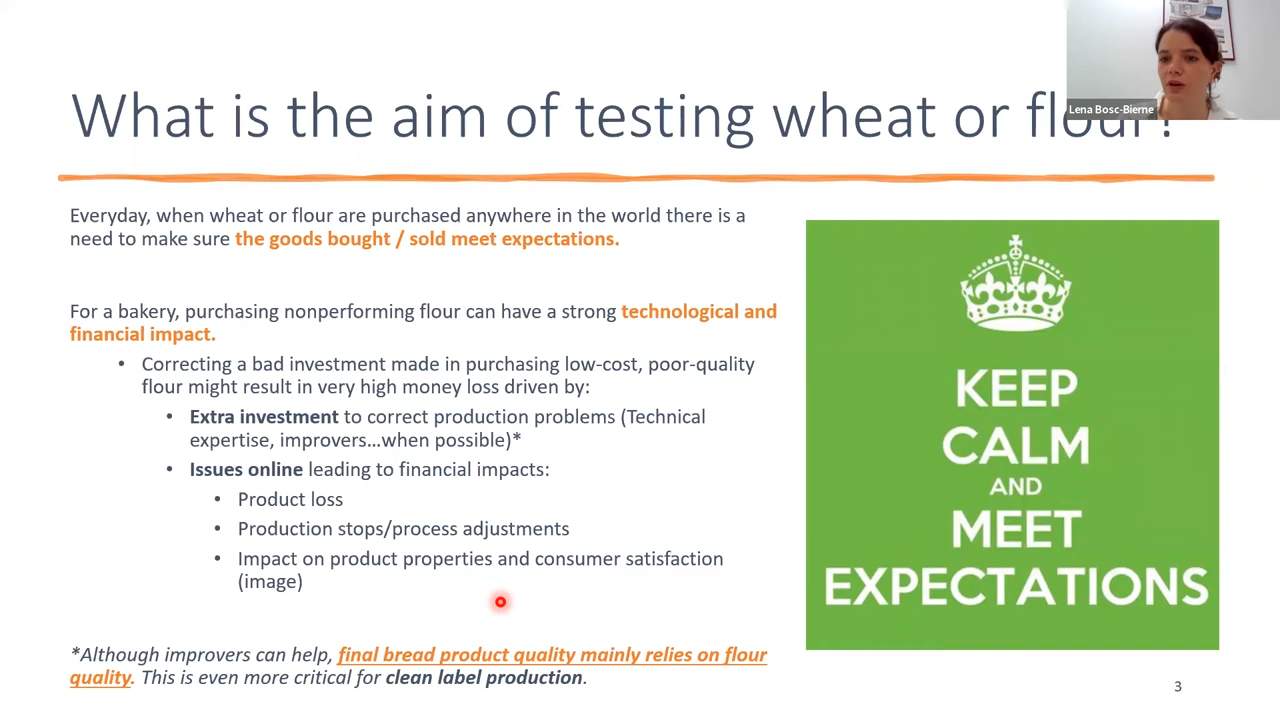 What is the aim of testing wheat or flour?
Lena Bosc-Bierne
Everyday, when wheat or flour are purchased anywhere in the world there is a
need to make sure the goods bought / sold meet expectations.
For a bakery, purchasing nonperforming flour can have a strong technological and
financial impact.
• Correcting a bad investment made in purchasing low-cost, poor-quality
flour might result in very high money loss driven by:
• Extra investment to correct production problems (Technical
expertise, improvers…when possible)*
• Issues online leading to financial impacts:
• Product loss
• Production stops/process adjustments
• Impact on product properties and consumer satisfaction
(image)
*Although improvers can help, final bread product quality mainly relies on flour
quality. This is even more critical for clean label production.
KEEP
CALM
AND
MEET
EXPECTATIONS
3